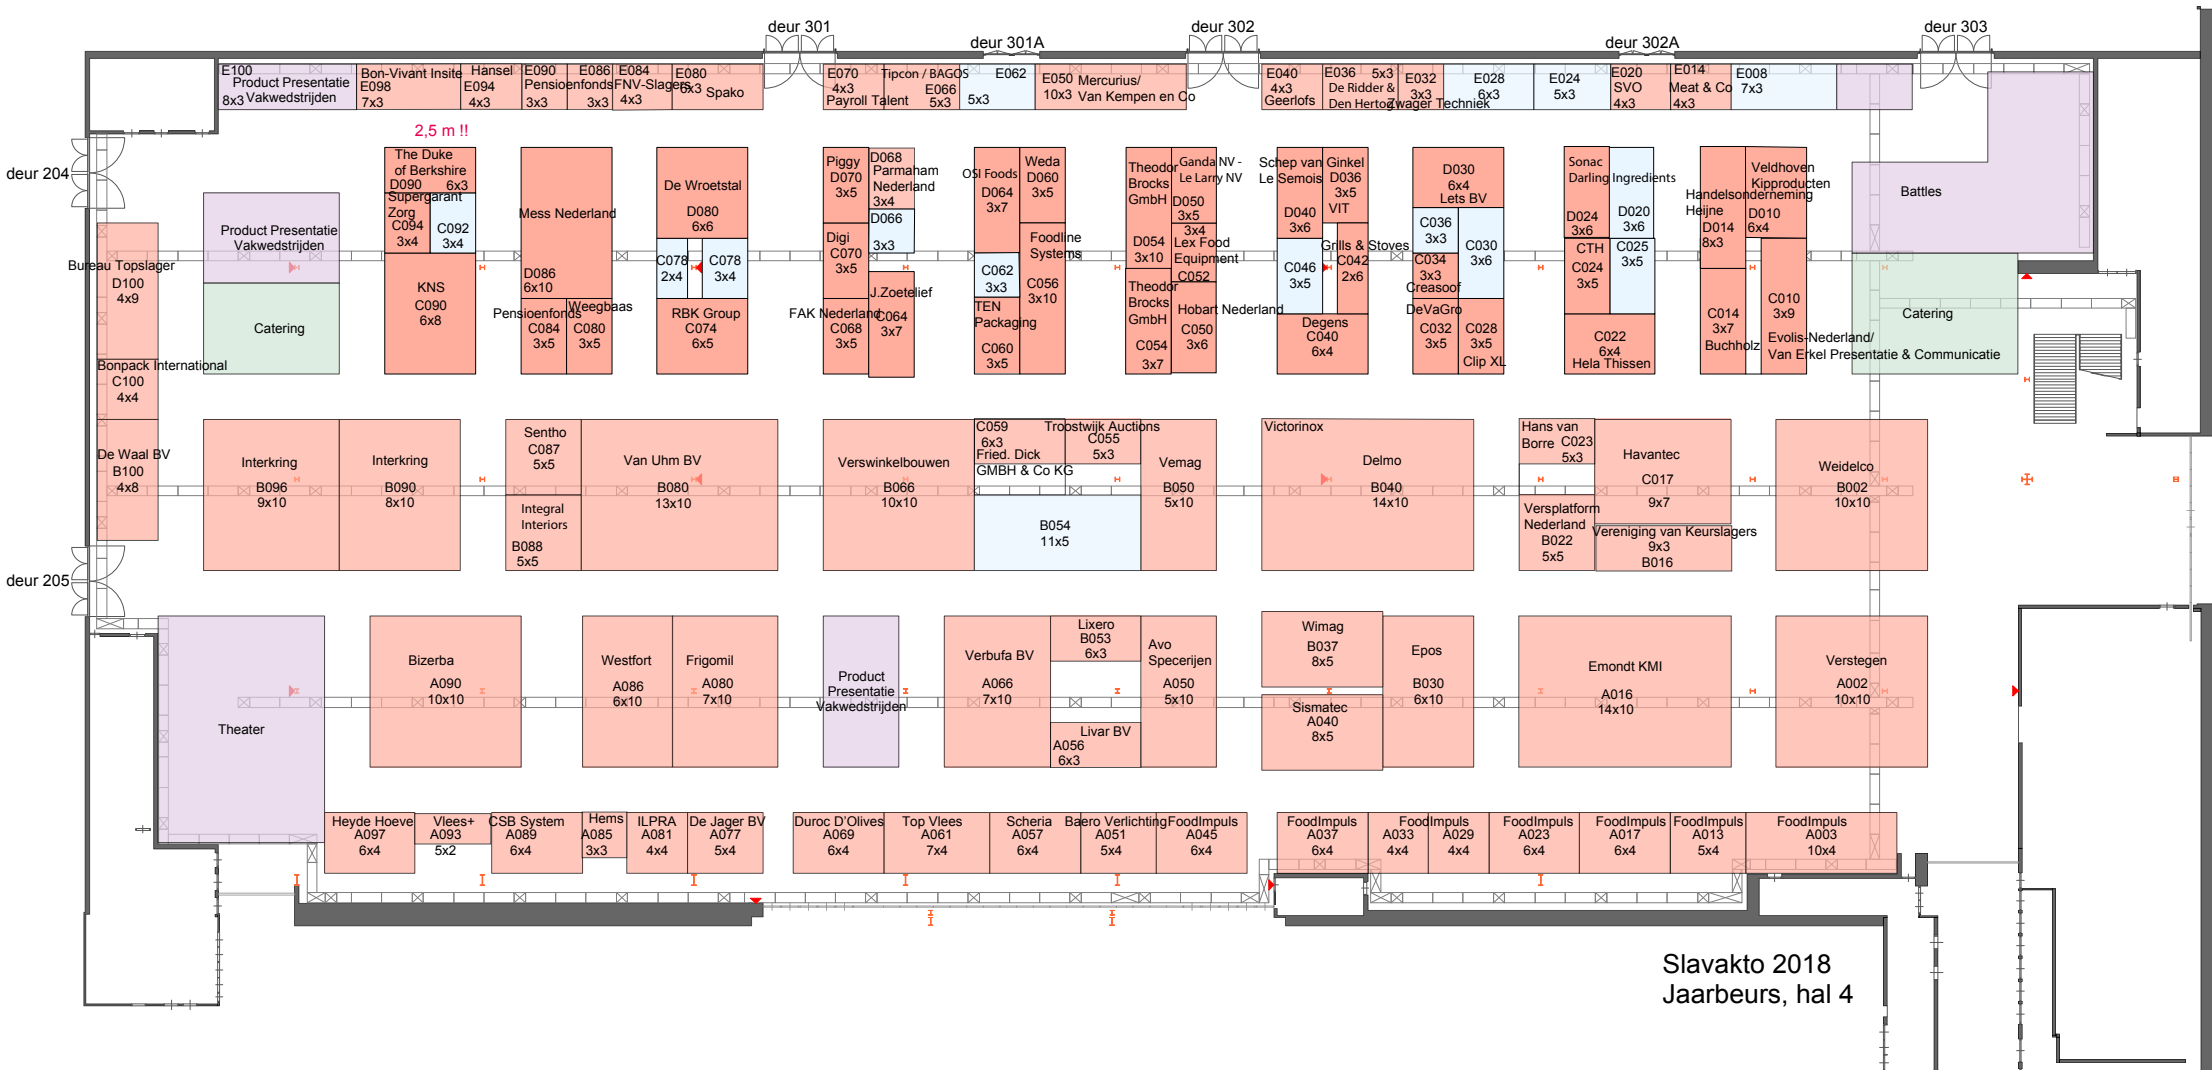 deur 301
deur 301A
deur 302
deur 302A
deur 303
E100
Product Presentatie
Vakwedstrijden
8x3
Bon-Vivant Insite
E098
7x3
Hansel
E094
4x3
E090
Pensioenfonds
3x3
E086
3x3
E084
FNV-Slagers
4x3
E080
6x3
Spako
E070
4x3
Payroll Talent
Tipcon / BAGOS
E066
5x3
E062
5x3
E050
10x3
Mercurius/
Van Kempen en Co
E040
4x3
Geerlofs
E036 5x3
De Ridder &
Den Hertog
E032
3x3
Zwager Techniek
E028
6x3
E024
5x3
E020
SVO
4x3
E014
Meat & Co
4x3
E008
7x3
2,5 m !!
deur 204
The Duke
of Berkshire
D090 6x3
Supergarant
Zorg
C094
3x4
C092
3x4
KNS
C090
6x8
Mess Nederland
D086
6x10
Pensioenfonds
C084
3x5
Weegbaas
C080
3x5
De Wroetstal
D080
6x6
C078
2x4
C078
3x4
RBK Group
C074
6x5
Piggy
D070
3x5
D068
Parmaham
Nederland
3x4
D066
3x3
Digi
C070
3x5
J.Zoetelief
C064
3x7
FAK Nederland
C068
3x5
OSI Foods
D064
3x7
Weda
D060
3x5
Foodline
Systems
C056
3x10
C062
3x3
TEN
Packaging
C060
3x5
Theodor
Brocks
GmbH
D054
3x10
Theodor
Brocks
GmbH
C054
3x7
Ganda NV -
Le Larry NV
D050
3x5
3x4
Lex Food
Equipment
C052
Hobart Nederland
C050
3x6
Schep van
Le Semois
D040
3x6
Ginkel
D036
3x5
VIT
Grills & Stoves
C046
3x5
C042
2x6
Degens
C040
6x4
D030
6x4
Lets BV
C036
3x3
C030
3x6
C034
3x3
Creasoof
DeVaGro
C032
3x5
C028
3x5
Clip XL
Sonac
Darling Ingredients
D024
3x6
D020
3x6
CTH
C024
3x5
C025
3x5
C022
6x4
Hela Thissen
Handelsonderneming
Heijne
D014
8x3
Veldhoven
Kipproducten
D010
6x4
C014
3x7
Buchholz
C010
3x9
Evolis-Nederland/
Van Erkel Presentatie & Communicatie
Battles
Catering
Product Presentatie
Vakwedstrijden
Catering
Bureau Topslager
D100
4x9
Bonpack International
C100
4x4
De Waal BV
B100
4x8
deur 205
Interkring
B096
9x10
Interkring
B090
8x10
Sentho
C087
5x5
Integral
Interiors
B088
5x5
Van Uhm BV
B080
13x10
Verswinkelbouwen
B066
10x10
C059
6x3
Fried. Dick
GMBH & Co KG
Troostwijk Auctions
C055
5x3
B054
11x5
Vemag
B050
5x10
Victorinox
Delmo
B040
14x10
Hans van
Borre C023
5x3
Versplatform
Nederland
B022
5x5
Havantec
C017
9x7
Vereniging van Keurslagers
9x3
B016
Weidelco
B002
10x10
Theater
Bizerba
A090
10x10
Westfort
A086
6x10
Frigomil
A080
7x10
Product
Presentatie
Vakwedstrijden
Verbufa BV
A066
7x10
Lixero
B053
6x3
Livar BV
A056
6x3
Avo
Specerijen
A050
5x10
Wimag
B037
8x5
Sismatec
A040
8x5
Epos
B030
6x10
Emondt KMI
A016
14x10
Verstegen
A002
10x10
Heyde Hoeve
A097
6x4
Vlees+
A093
5x2
CSB System
A089
6x4
Hems
A085
3x3
ILPRA
A081
4x4
De Jager BV
A077
5x4
Duroc D'Olives
A069
6x4
Top Vlees
A061
7x4
Scheria
A057
6x4
Baero Verlichting
A051
5x4
FoodImpuls
A045
6x4
FoodImpuls
A037
6x4
FoodImpuls
A033
4x4
A029
4x4
FoodImpuls
A023
6x4
FoodImpuls
A017
6x4
FoodImpuls
A013
5x4
FoodImpuls
A003
10x4
Slavakto 2018
Jaarbeurs, hal 4